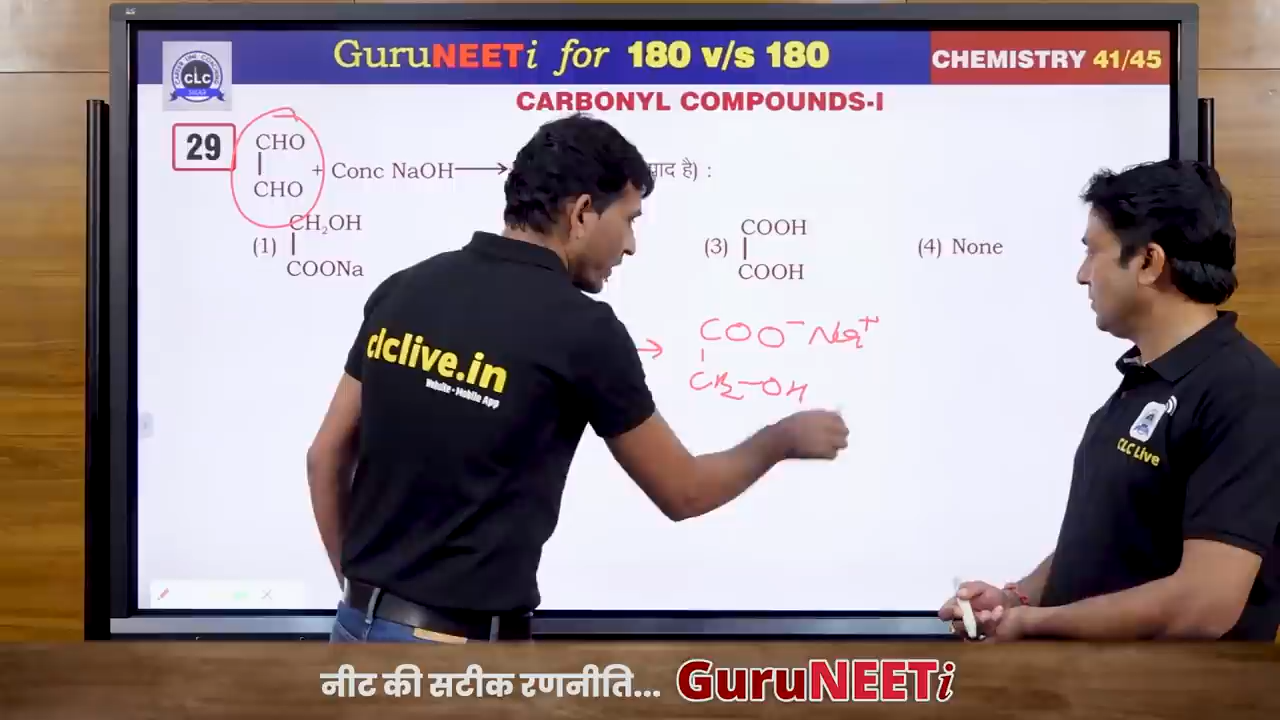 GuruNEETi for 180 v/s 180
CHEMISTRY 41/45
CLC
CARBONYL COMPOUNDS-I
29
CHO
|
CHO
+ Conc NaOH⟶
है) :
(1) CH₂OH
|
COONa
(3) COOH
|
COOH
(4) None
→ COO⁻Na⁺
|
CH₂-OH
clclive.in
Website - Mobile App
CLC Live
नीट की सटीक रणनीति... GuruNEETi